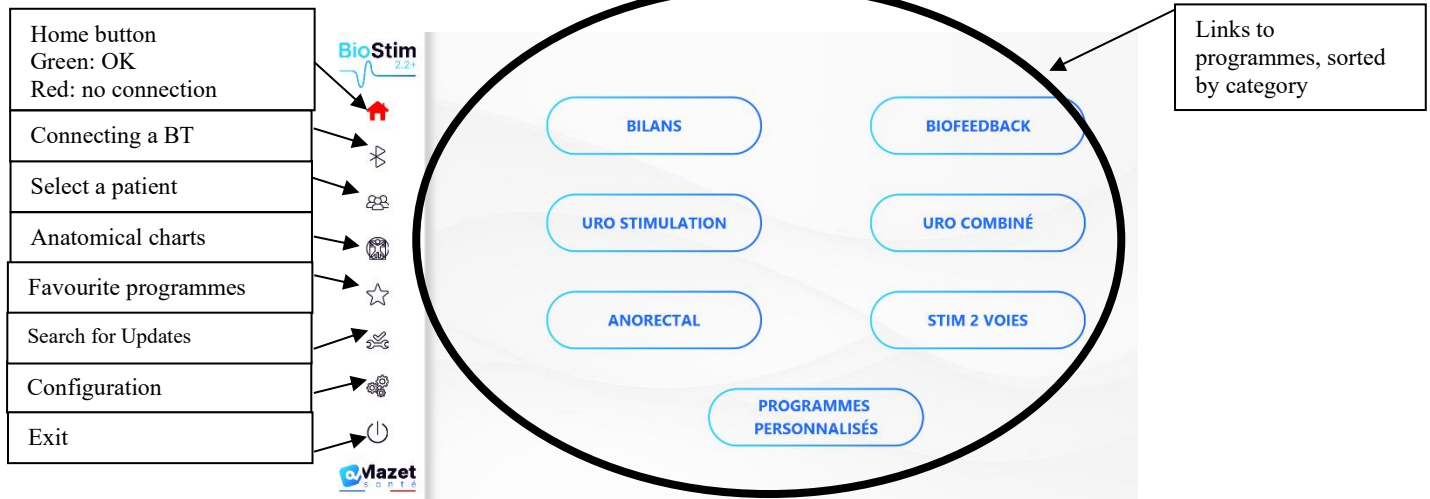 Home button
Green: OK
Red: no connection
Connecting a BT
Select a patient
Anatomical charts
Favourite programmes
Search for Updates
Configuration
Exit
BioStim
2.2+
Mazet
santé
BILANS
BIOFEEDBACK
URO STIMULATION
URO COMBINÉ
ANORECTAL
STIM 2 VOIES
PROGRAMMES
PERSONNALISÉS
Links to
programmes, sorted
by category